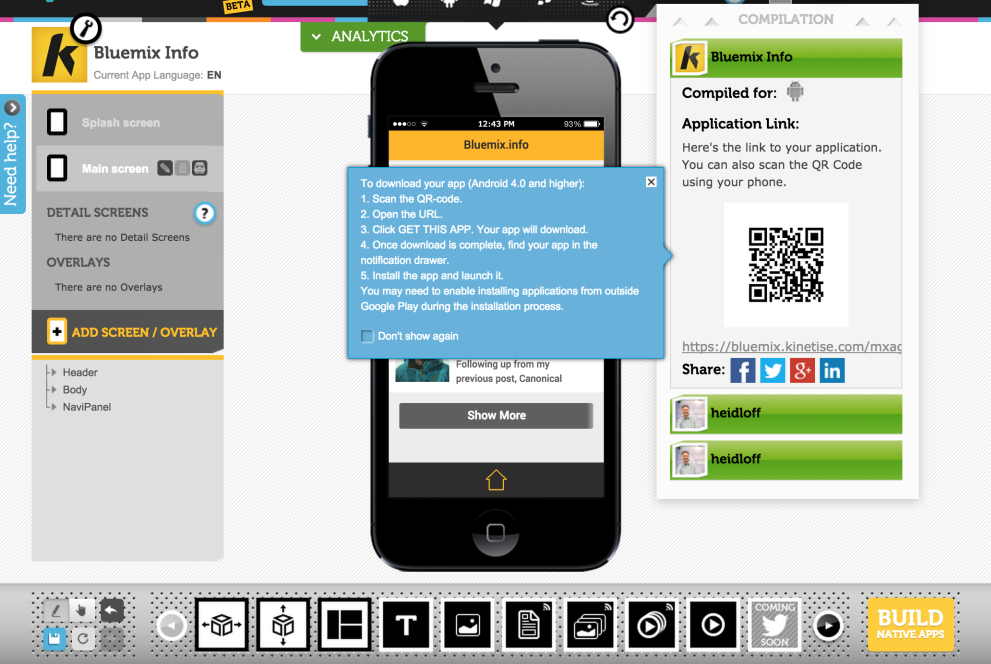 BETA
Bluemix Info
Current App Language: EN
ANALYTICS
Need help?
Splash screen
Main screen
DETAIL SCREENS
?
There are no Detail Screens
OVERLAYS
There are no Overlays
ADD SCREEN / OVERLAY
Header
Body
NaviPanel
12:43 PM
93%
Bluemix.info
To download your app (Android 4.0 and higher):
1. Scan the QR-code.
2. Open the URL.
3. Click GET THIS APP. Your app will download.
4. Once download is complete, find your app in the
notification drawer.
5. Install the app and launch it.
You may need to enable installing applications from outside
Google Play during the installation process.
Don't show again
Following up from my
previous post, Canonical
Show More
COMPILATION
Bluemix Info
Compiled for:
Application Link:
Here's the link to your application.
You can also scan the QR Code
using your phone.
https://bluemix.kinetise.com/mxaq
Share:
heidloff
heidloff
T
COMING
SOON
BUILD
NATIVE APPS